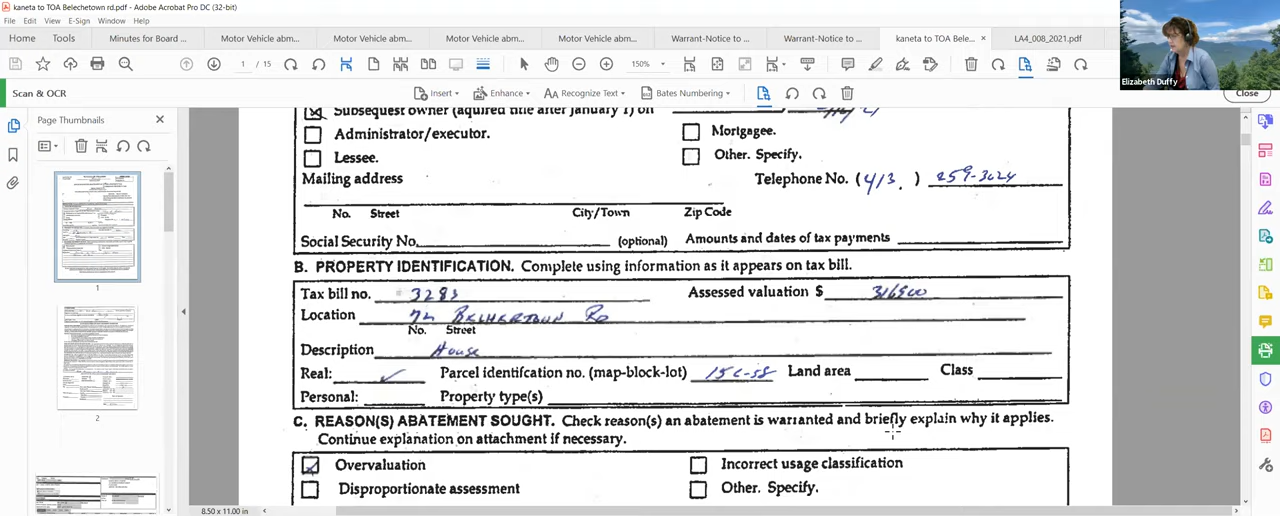 kaneta to TOA Belechetown rd.pdf - Adobe Acrobat Pro DC (32-bit)
File Edit View E-Sign Window Help
Home Tools Minutes for Board ... Motor Vehicle abm... Motor Vehicle abm... Motor Vehicle abm... Motor Vehicle abm... Warrant-Notice to ... Warrant-Notice to ... kaneta to TOA Bele... × LA4_008_2021.pdf
1 / 15 150%
Elizabeth Duffy
Scan & OCR Insert Enhance Recognize Text Bates Numbering Close
Page Thumbnails
1
2
Subsequent owner (aquired title after January 1) on
Administrator/executor. Mortgagee.
Lessee. Other. Specify.
Mailing address Telephone No. (413.) 259-3024
No. Street City/Town Zip Code
Social Security No. (optional) Amounts and dates of tax payments
B. PROPERTY IDENTIFICATION. Complete using information as it appears on tax bill.
Tax bill no. 3283 Assessed valuation $ 316500
Location 72 BELCHERTOWN RD
No. Street
Description House
Real: ✓ Parcel identifcation no. (map-block-lot) 15C-58 Land area Class
Personal: Property type(s)
C. REASON(S) ABATEMENT SOUGHT. Check reason(s) an abatement is warranted and briefly explain why it applies.
Continue explanation on attachment if necessary.
Overvaluation Incorrect usage classification
Disproportionate assessment Other. Specify.
8.50 x 11.00 in